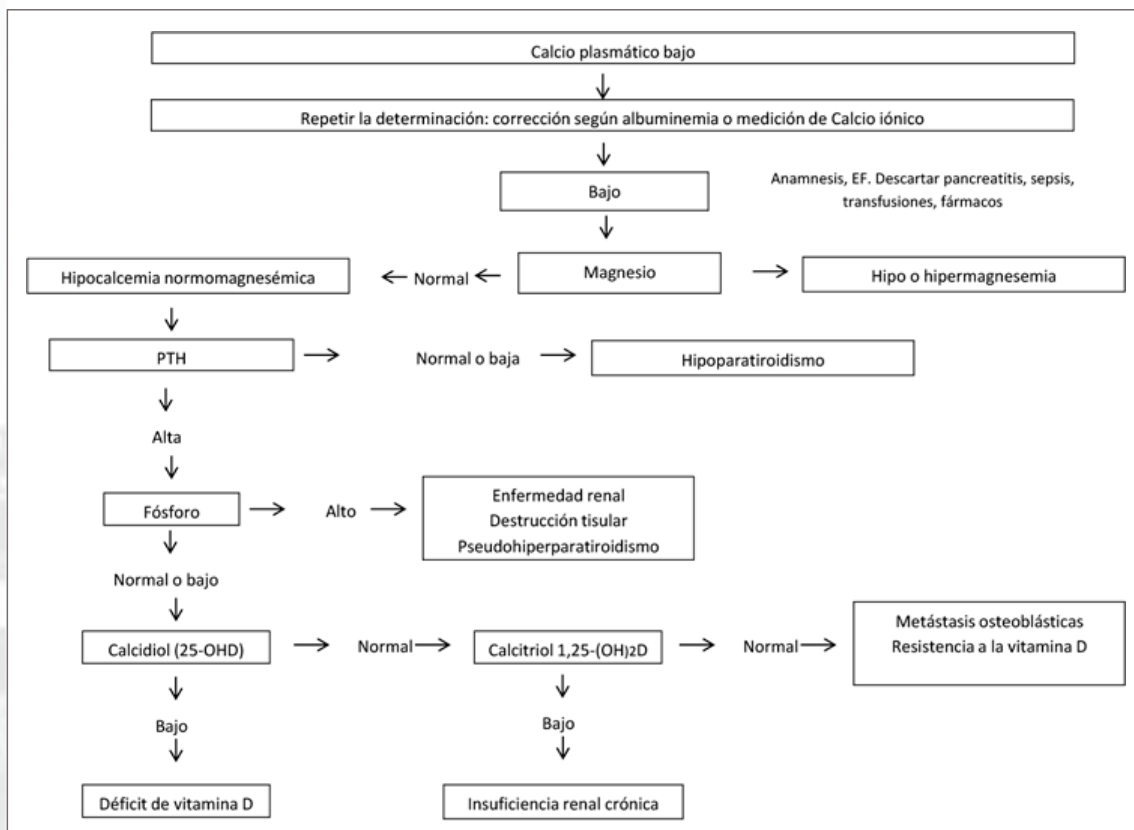 Calcio plasmático bajo
Repetir la determinación: corrección según albuminemia o medición de Calcio iónico
Bajo
Anamnesis, EF. Descartar pancreatitis, sepsis,
transfusiones, fármacos
Hipocalcemia normomagnesémica
Normal
Magnesio
Hipo o hipermagnesemia
PTH
Normal o baja
Hipoparatiroidismo
Alta
Fósforo
Alto
Enfermedad renal
Destrucción tisular
Pseudohiperparatiroidismo
Normal o bajo
Calcidiol (25-OHD)
Normal
Calcitriol 1,25-(OH)₂D
Normal
Metástasis osteoblásticas
Resistencia a la vitamina D
Bajo
Bajo
Déficit de vitamina D
Insuficiencia renal crónica